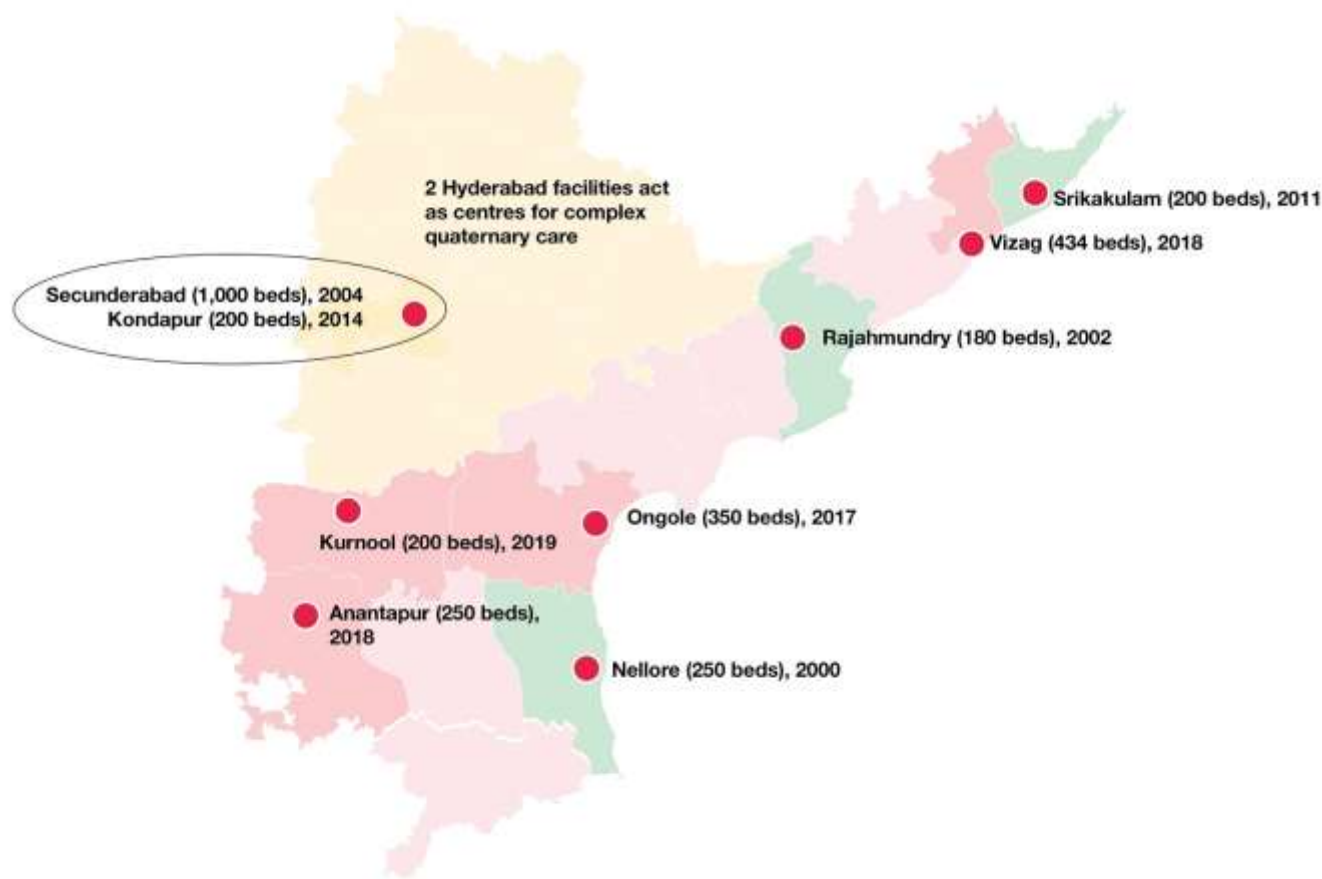 2 Hyderabad facilities act
as centres for complex
quaternary care
Srikakulam (200 beds), 2011
Vizag (434 beds), 2018
Secunderabad (1,000 beds), 2004
Kondapur (200 beds), 2014
Rajahmundry (180 beds), 2002
Ongole (350 beds), 2017
Kurnool (200 beds), 2019
Anantapur (250 beds),
2018
Nellore (250 beds), 2000